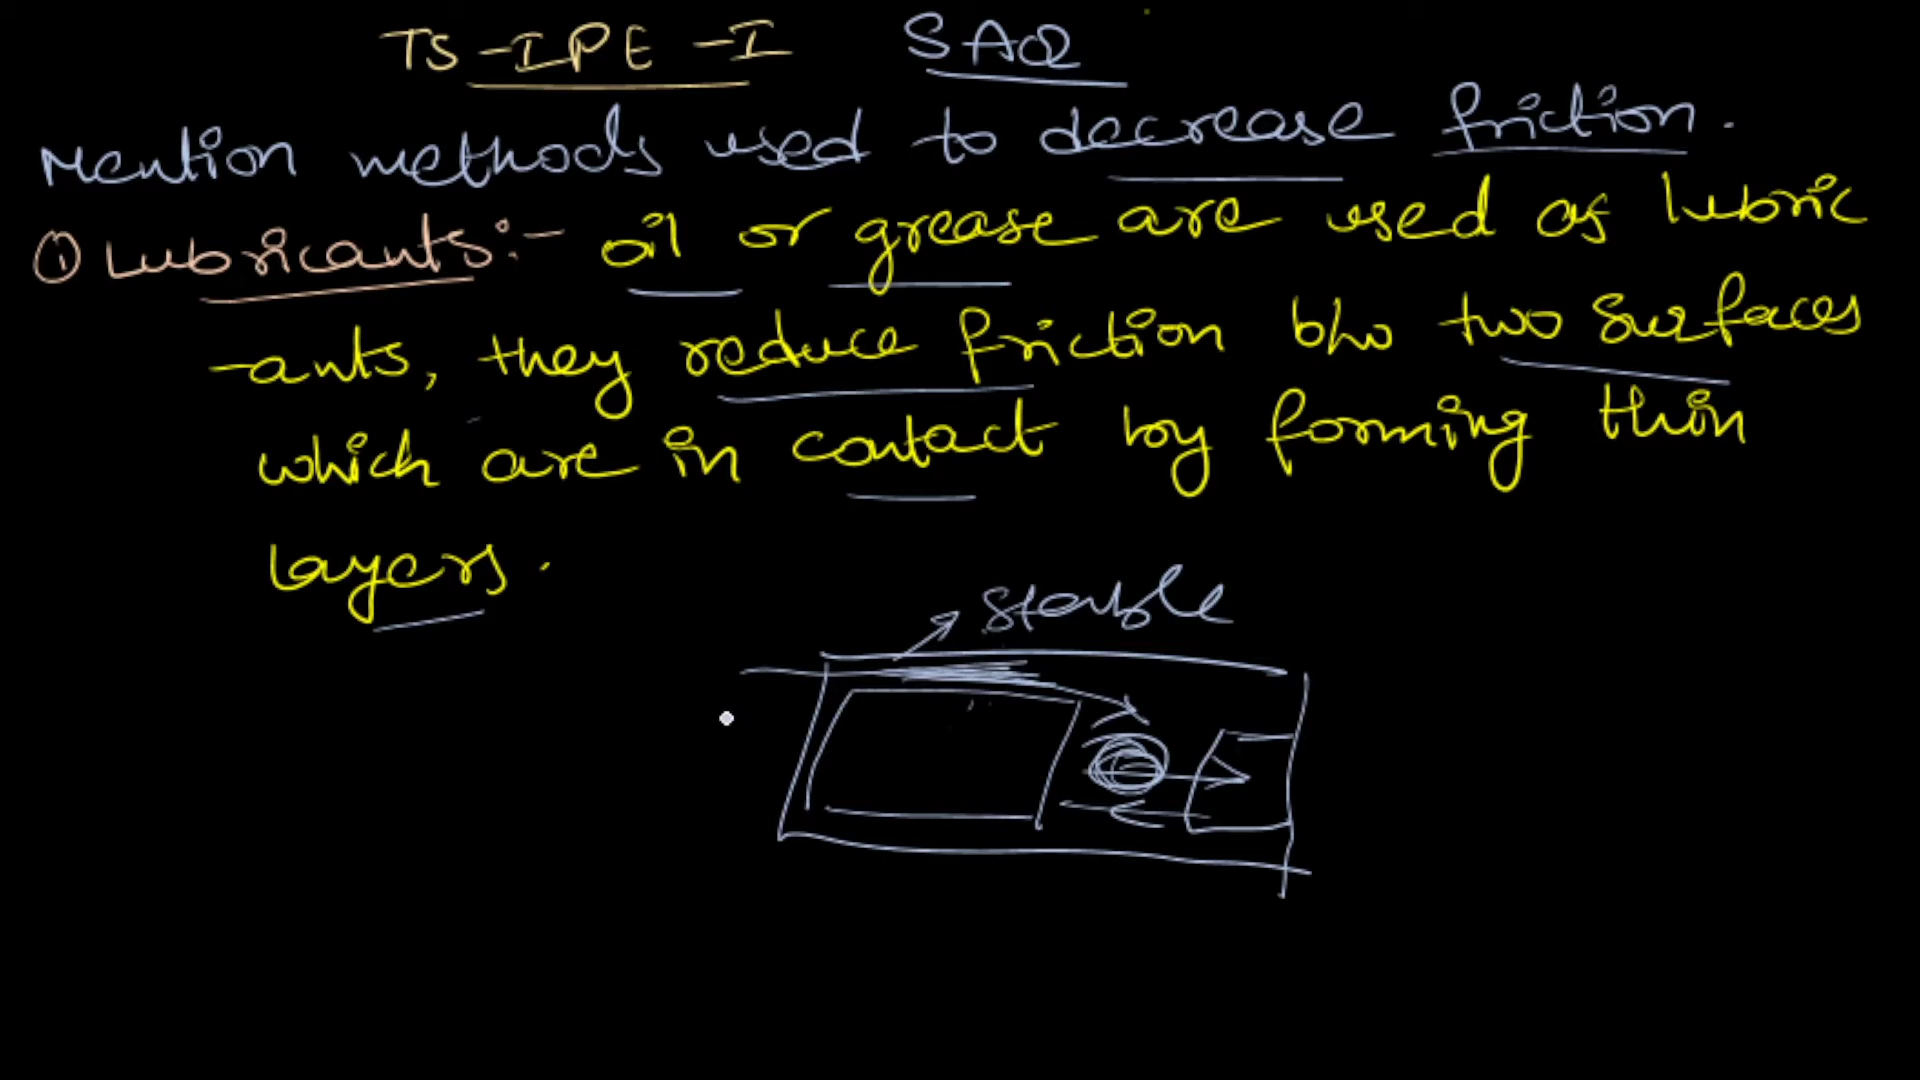 TS-IPE-I SAQ
Mention methods used to decrease friction.
① Lubricants:- oil or grease are used as lubric
-ants, they reduce friction b/w two surfaces
which are in contact by forming thin
layers.